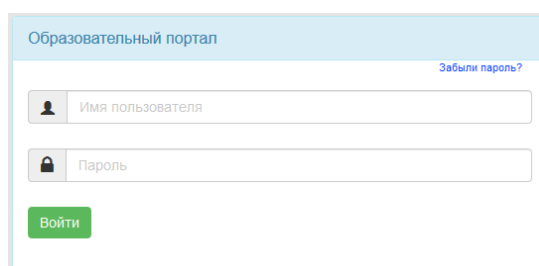 Образовательный портал
Забыли пароль?
Имя пользователя
Пароль
Войти